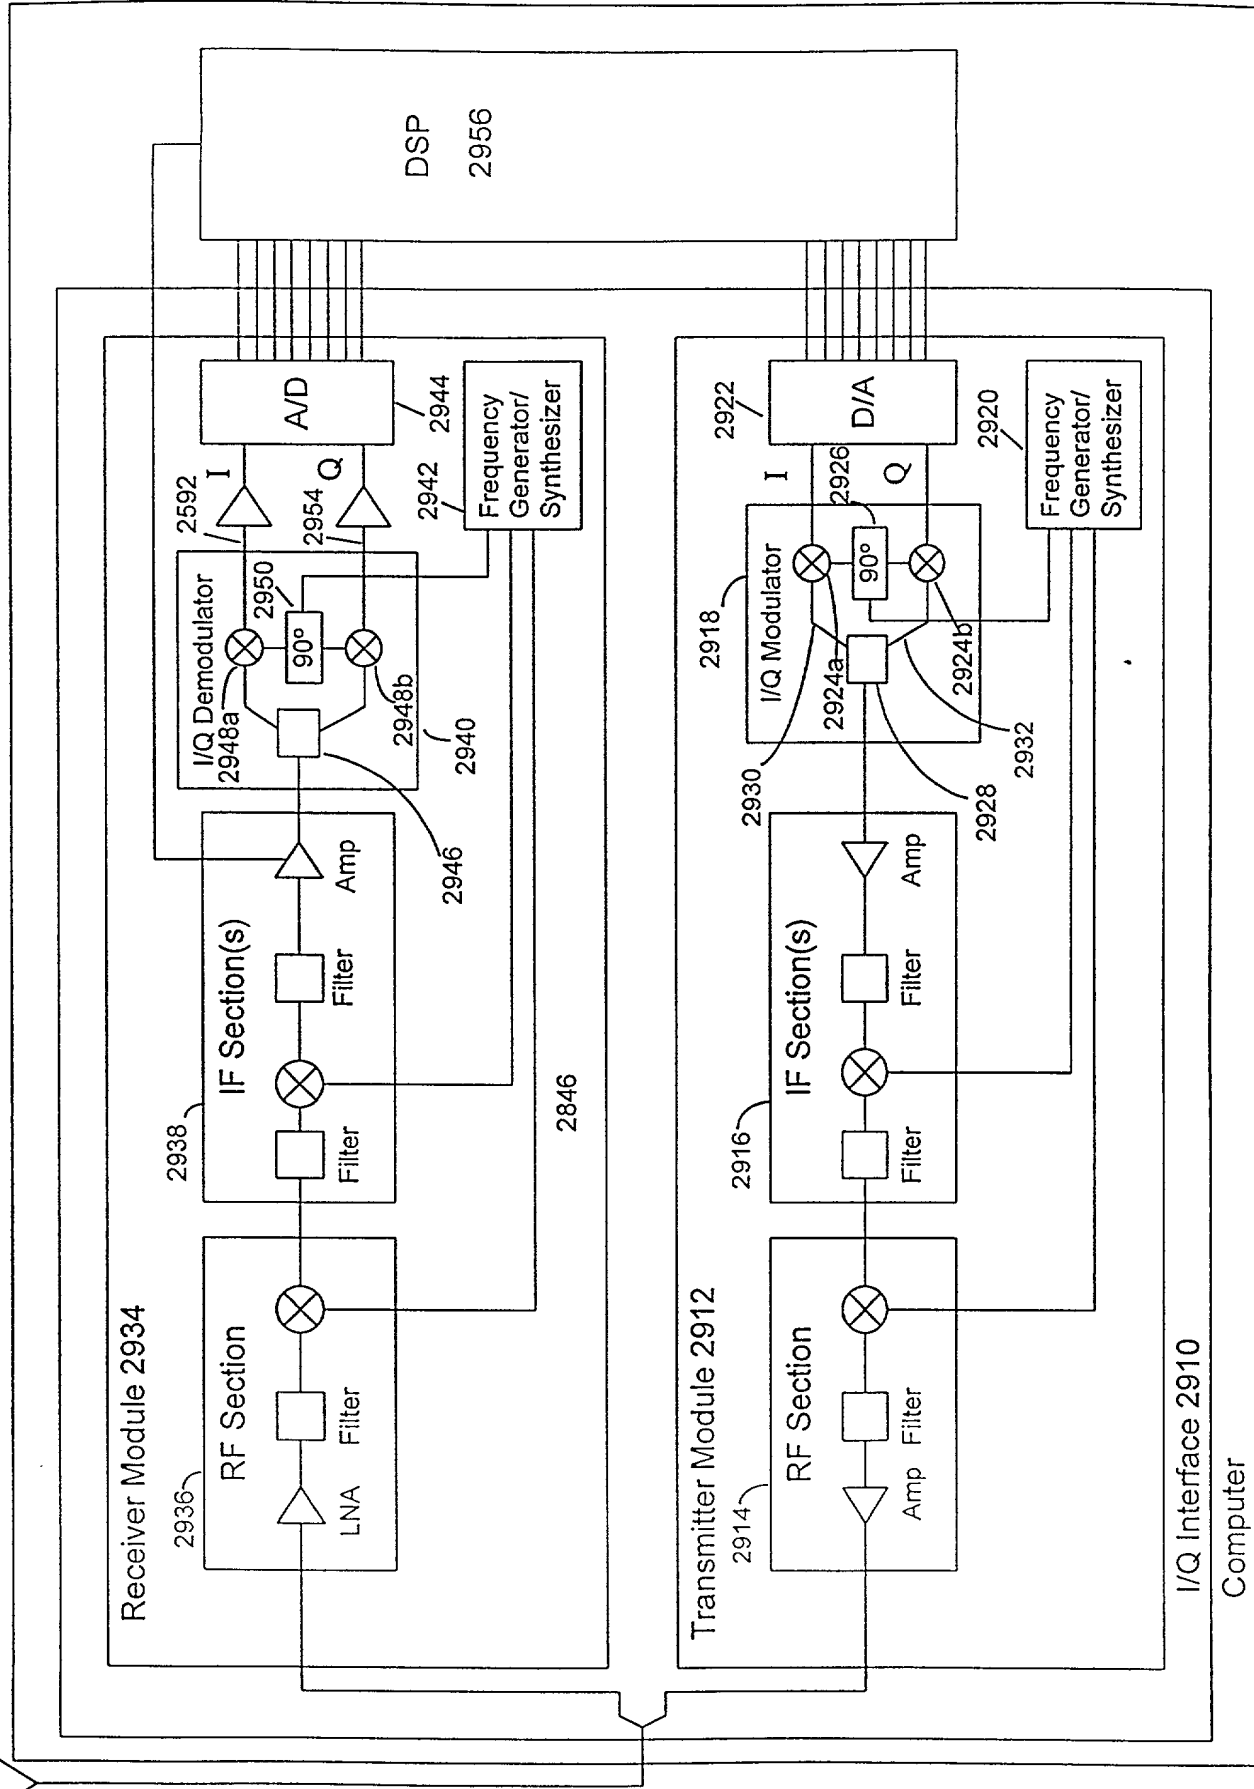 Receiver Module 2934
2936
RF Section
LNA
Filter
2938
IF Section(s)
Filter
Filter
Amp
2946
2846
I/Q Demodulator
2948a
2950
90°
2948b
2940
2592
2954
I
Q
A/D
2944
2942
Frequency
Generator/
Synthesizer
DSP
2956
Transmitter Module 2912
2914
RF Section
Amp
Filter
2916
IF Section(s)
Filter
Filter
Amp
2930
2928
2932
2918
I/Q Modulator
2924a
90°
2924b
2926
I
Q
2922
D/A
2920
Frequency
Generator/
Synthesizer
I/Q Interface 2910
Computer